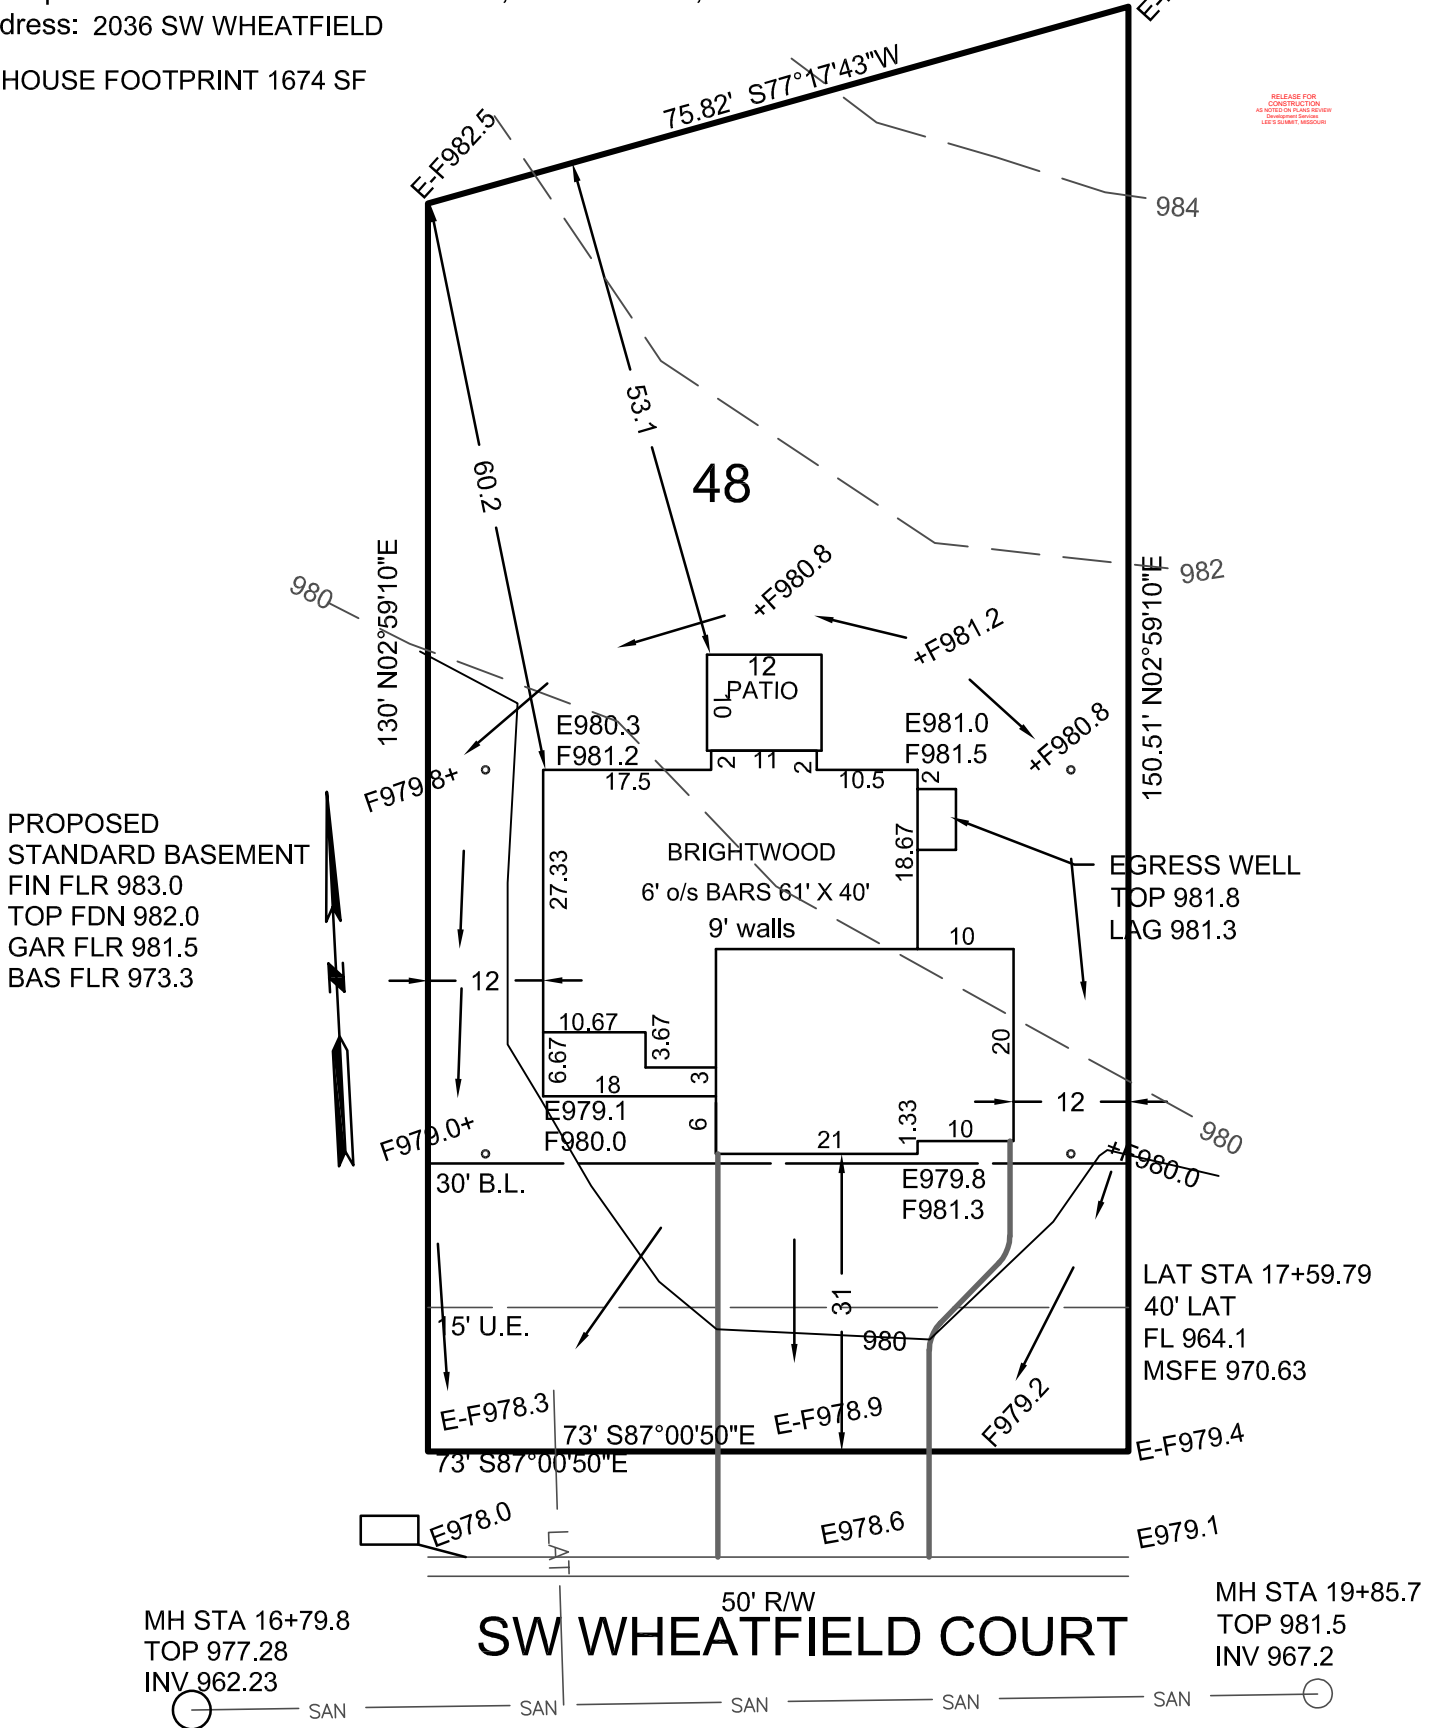 dress: 2036 SW WHEATFIELD
HOUSE FOOTPRINT 1674 SF
RELEASE FOR
CONSTRUCTION
AS NOTED ON PLANS REVIEW
Development Services
LEE'S SUMMIT, MISSOURI
75.82' S77°17'43"W
E-F982.5
984
53.1
60.2
48
982
980
130' N02°59'10"E
150.51' N02°59'10"E
+F980.8
+F981.2
+F980.8
12
PATIO
10
E980.3
F981.2
E981.0
F981.5
2
11
2
17.5
10.5
2
F979.8+
PROPOSED
STANDARD BASEMENT
FIN FLR 983.0
TOP FDN 982.0
GAR FLR 981.5
BAS FLR 973.3
N
BRIGHTWOOD
6' o/s BARS 61' X 40'
9' walls
27.33
18.67
EGRESS WELL
TOP 981.8
LAG 981.3
10
12
10.67
3.67
6.67
18
3
20
12
E979.1
F980.0
6
1.33
21
10
F979.0+
980
+F980.0
30' B.L.
E979.8
F981.3
31
980
15' U.E.
LAT STA 17+59.79
40' LAT
FL 964.1
MSFE 970.63
E-F978.3
E-F978.9
F979.2
E-F979.4
73' S87°00'50"E
73' S87°00'50"E
E978.0
E978.6
E979.1
LAT
50' R/W
SW WHEATFIELD COURT
MH STA 16+79.8
TOP 977.28
INV 962.23
MH STA 19+85.7
TOP 981.5
INV 967.2
SAN SAN SAN SAN SAN